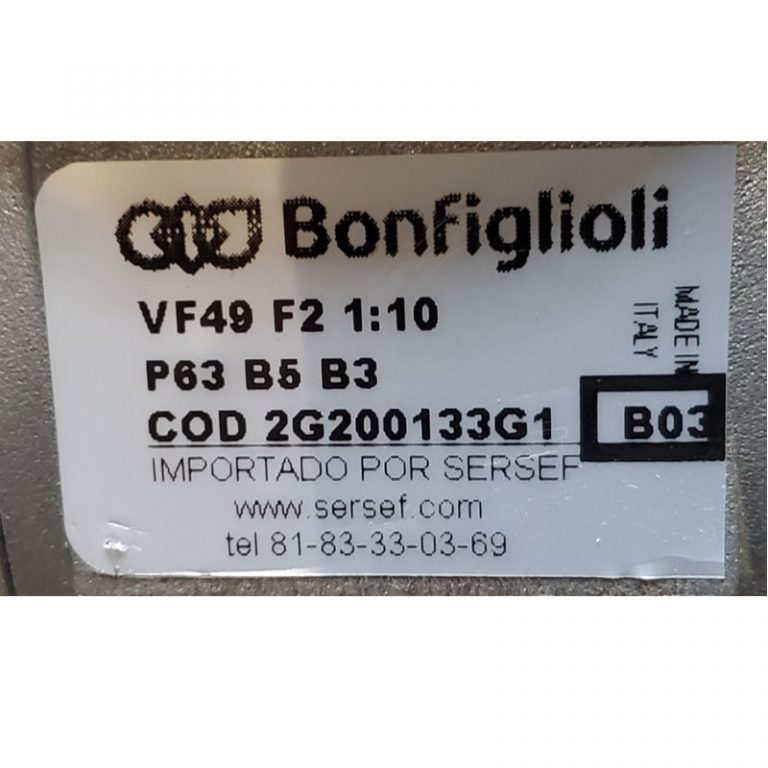 Bonfiglioli
VF49 F2 1:10
MADE IN
ITALY
P63 B5 B3
COD 2G200133G1
B03
IMPORTADO POR SERSEF
www.sersef.com
tel 81-83-33-03-69